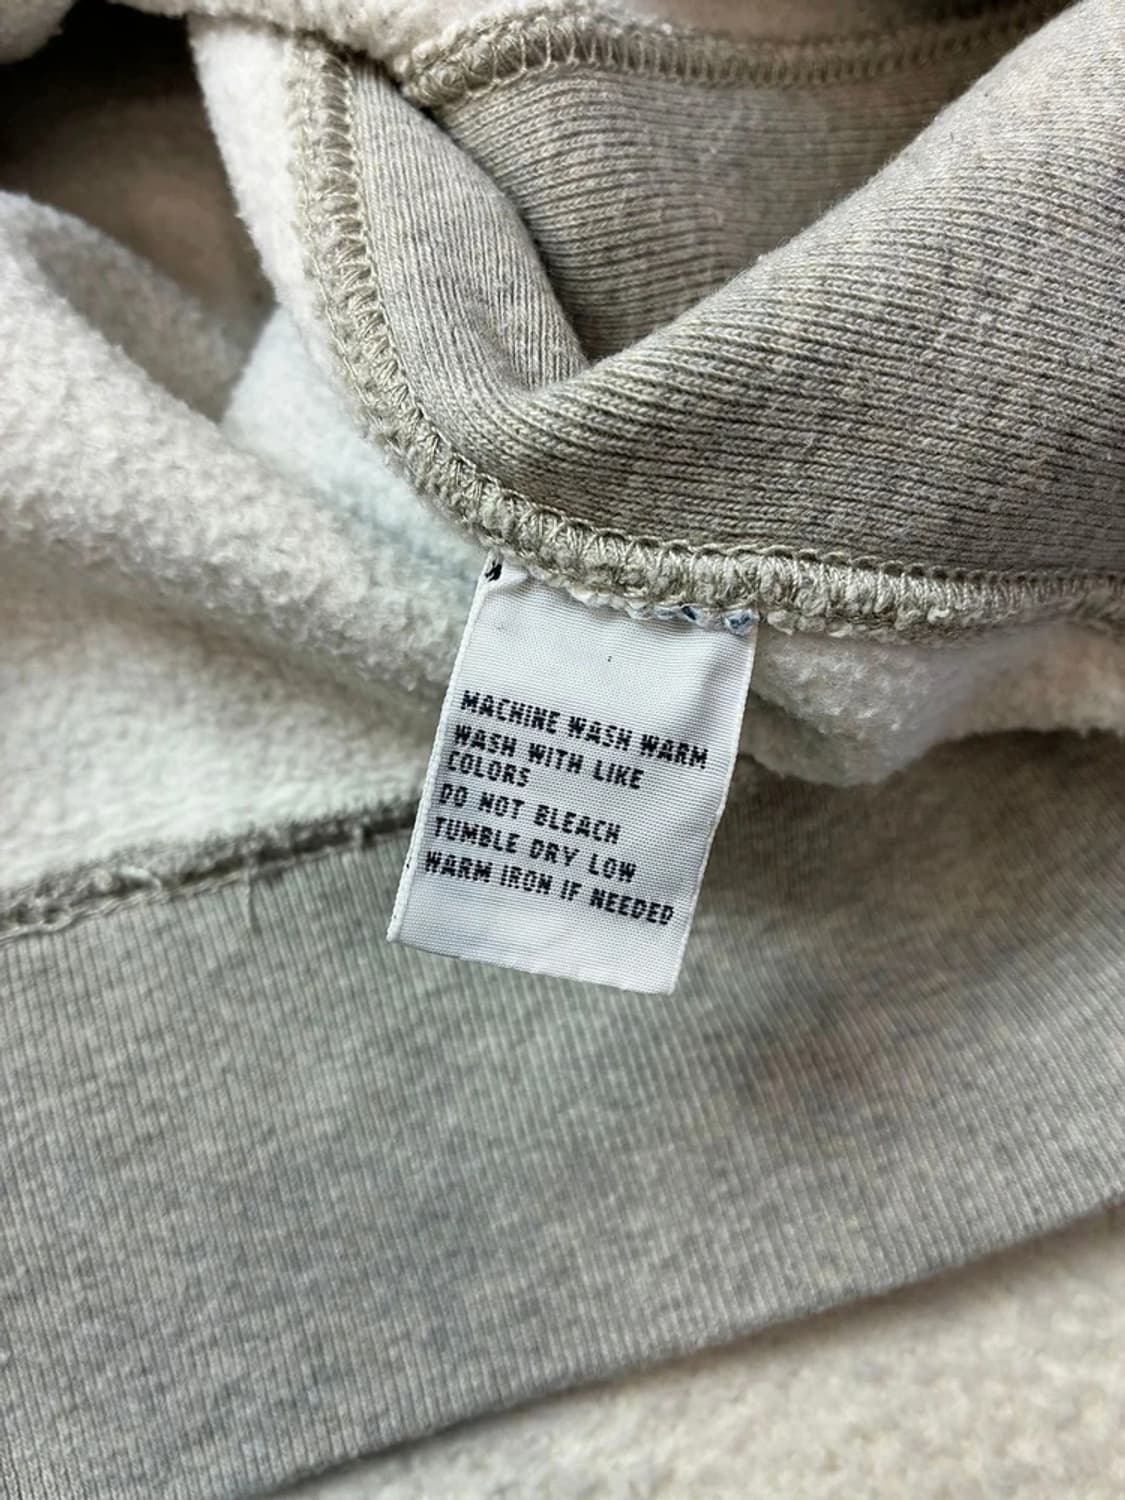 MACHINE WASH WARM
WASH WITH LIKE
COLORS
DO NOT BLEACH
TUMBLE DRY LOW
WARM IRON IF NEEDED